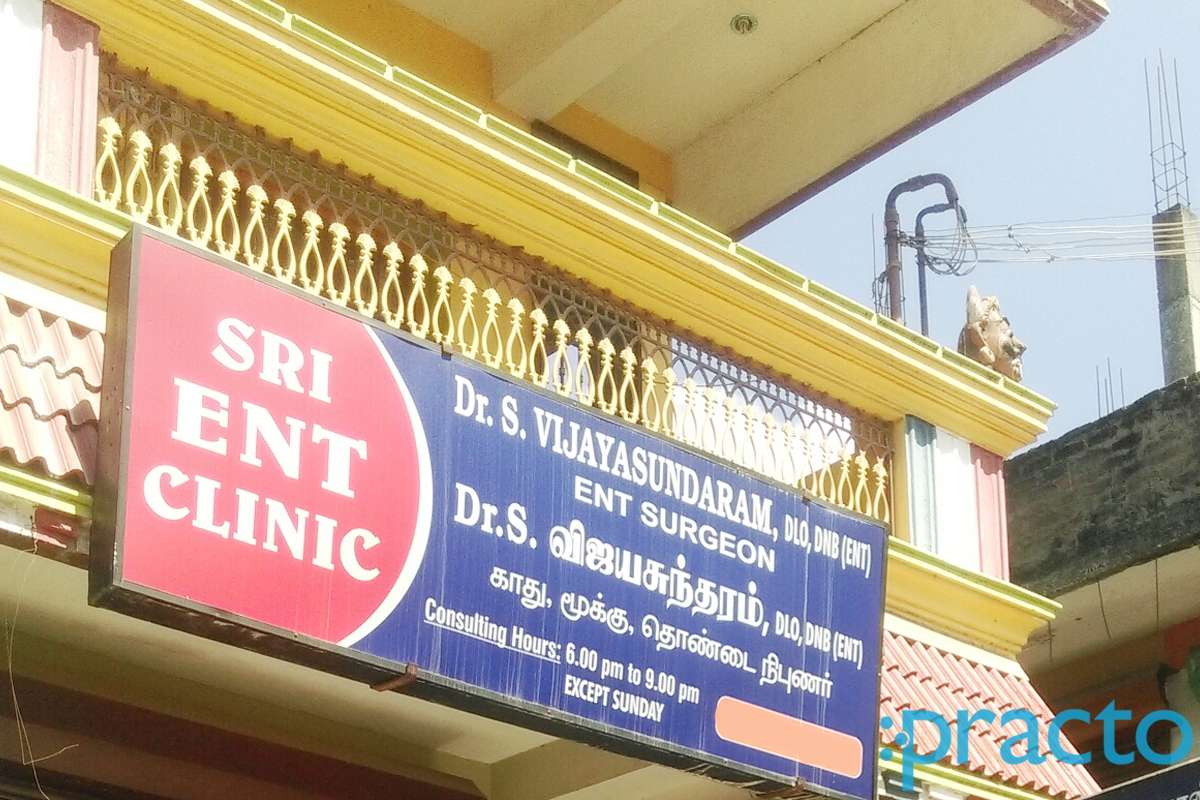 SRI
ENT
CLINIC
Dr. S. VIJAYASUNDARAM, DLO, DNB (ENT)
ENT SURGEON
Dr.S. விஜயசுந்தரம், DLO, DNB (ENT)
காது, மூக்கு, தொண்டை நிபுணர்
Consulting Hours: 6.00 pm to 9.00 pm
EXCEPT SUNDAY
:practo